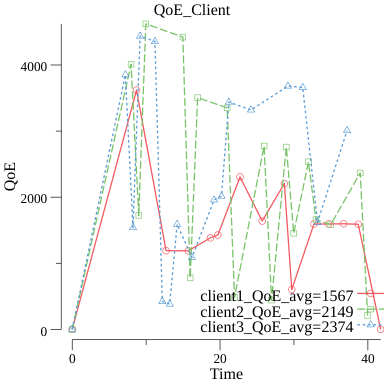 QoE_Client
QoE
4000
2000
0
client1_QoE_avg=1567
client2_QoE_avg=2149
client3_QoE_avg=2374
0
20
40
Time